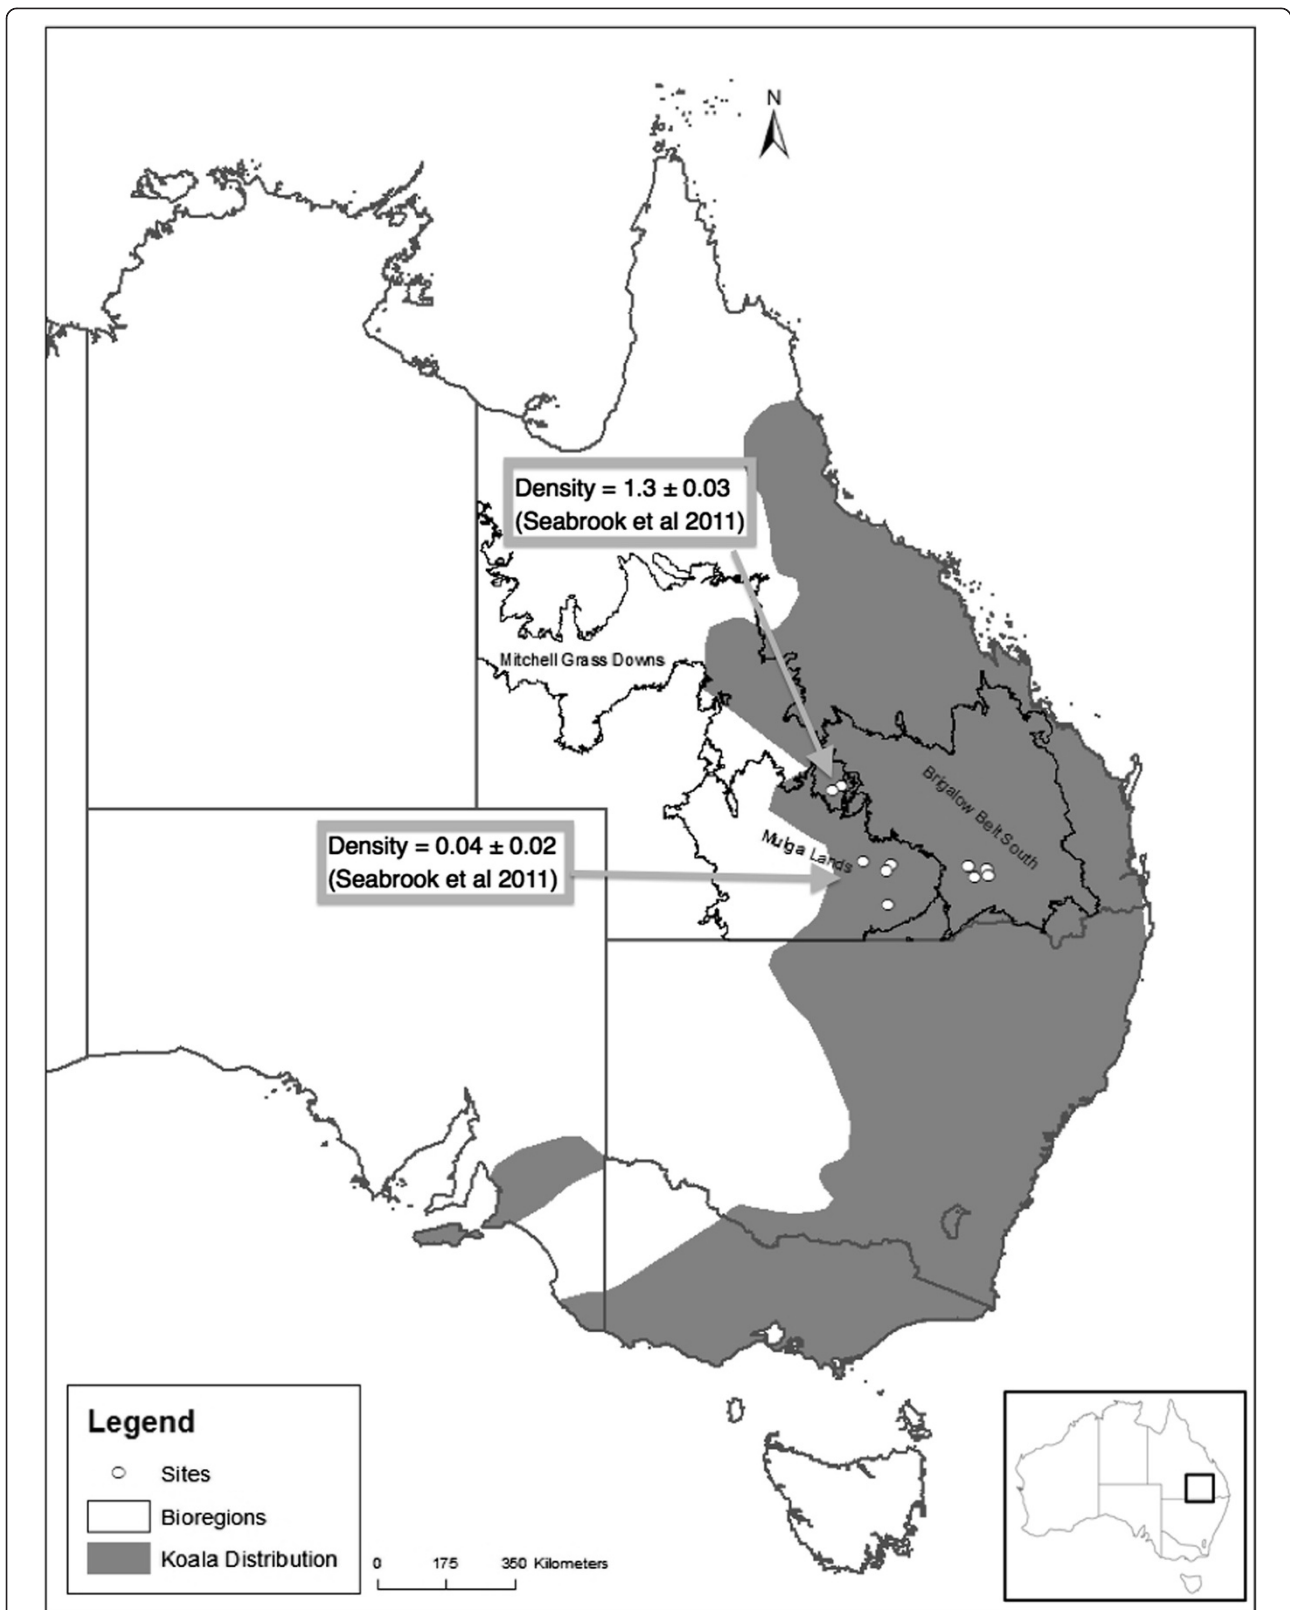 N
Density = 1.3 ± 0.03
(Seabrook et al 2011)
Mitchell Grass Downs
Brigalow Belt South
Mulga Lands
Density = 0.04 ± 0.02
(Seabrook et al 2011)
Legend
Sites
Bioregions
Koala Distribution
0 175 350 Kilometers